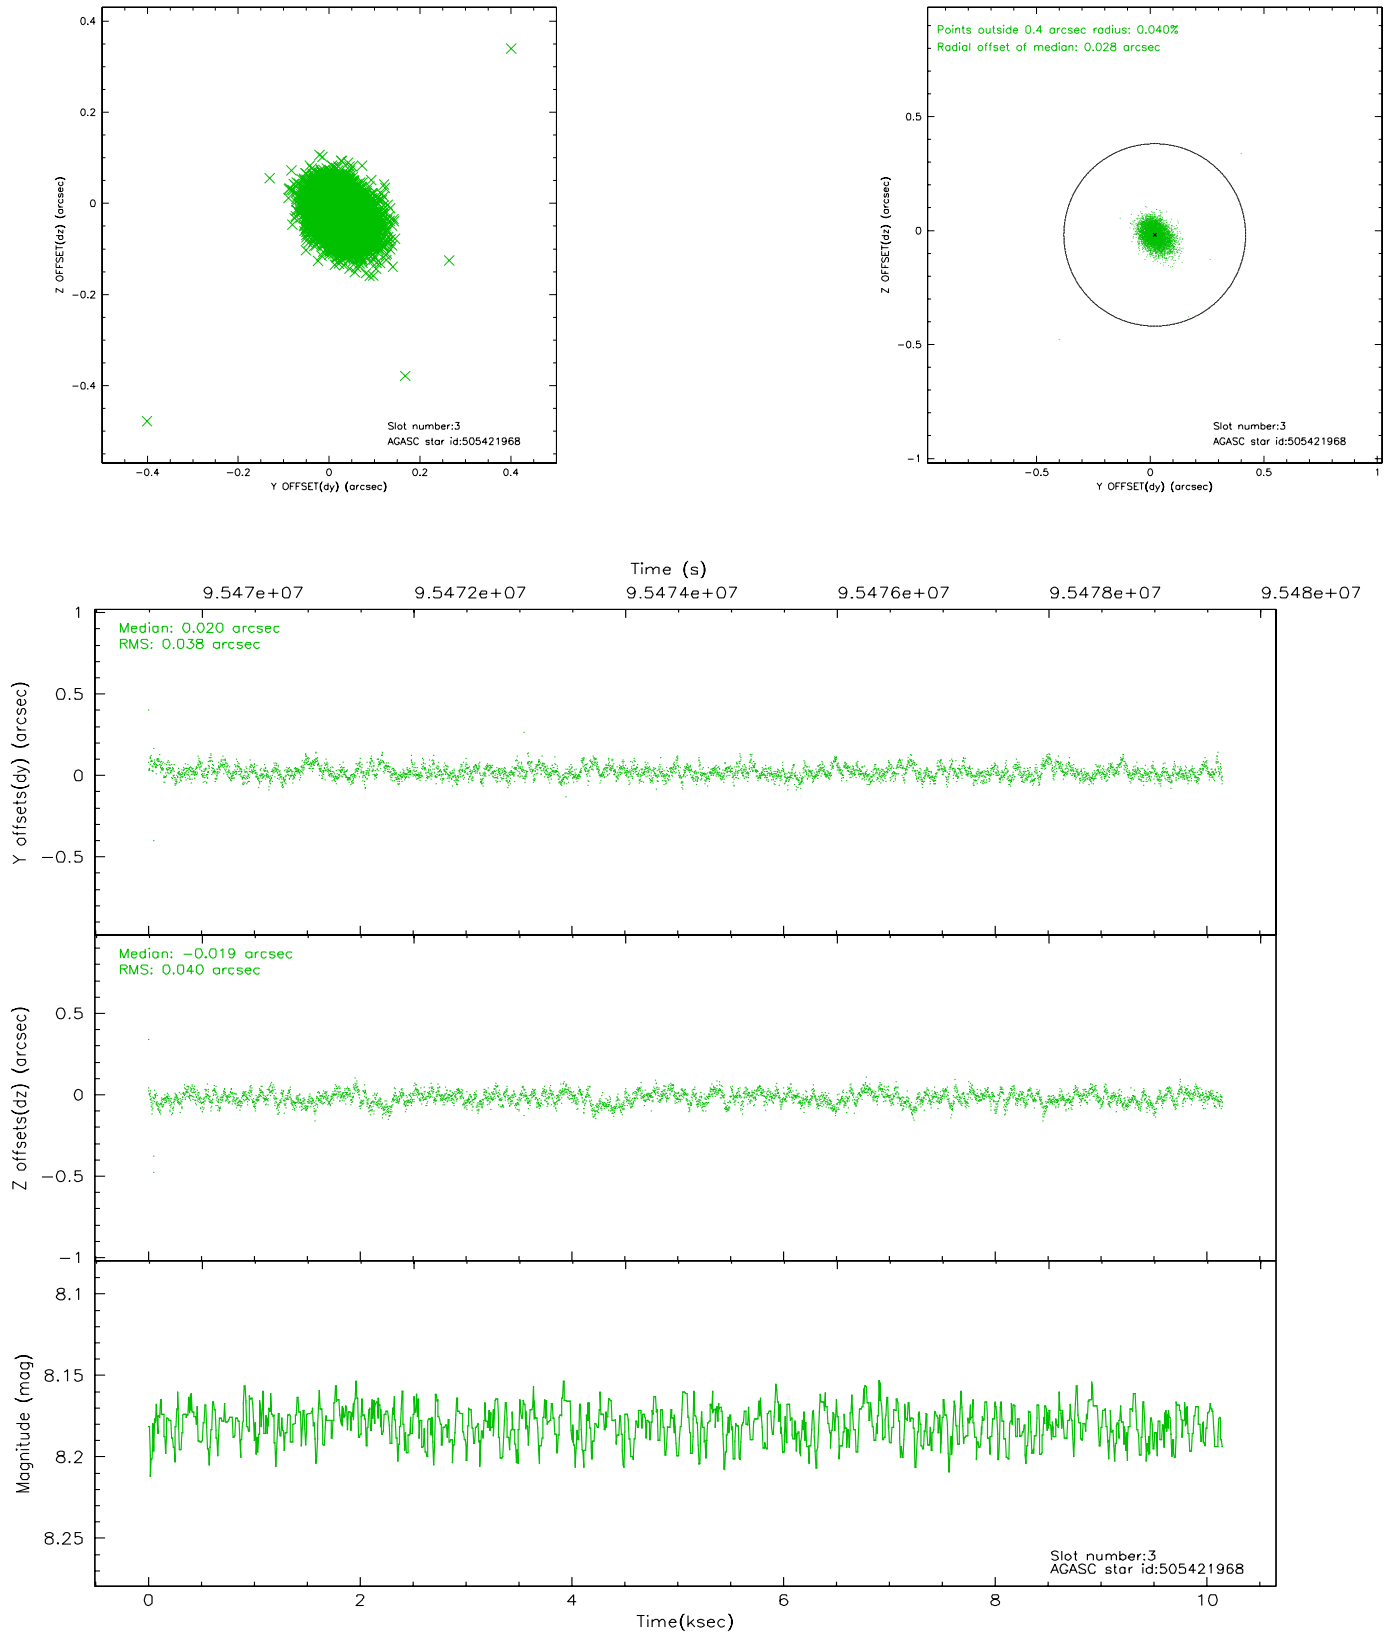 0.4
0.2
0
−0.2
−0.4
Z OFFSET(dz) (arcsec)
Slot number:3
AGASC star id:505421968
−0.4 −0.2 0 0.2 0.4
Y OFFSET(dy) (arcsec)
Points outside 0.4 arcsec radius: 0.040%
Radial offset of median: 0.028 arcsec
0.5
0
−0.5
−1
Z OFFSET(dz) (arcsec)
Slot number:3
AGASC star id:505421968
−0.5 0 0.5 1
Y OFFSET(dy) (arcsec)
Time (s)
9.547e+07 9.5472e+07 9.5474e+07 9.5476e+07 9.5478e+07 9.548e+07
Median: 0.020 arcsec
RMS: 0.038 arcsec
1
0.5
0
−0.5
Y offsets(dy) (arcsec)
Median: −0.019 arcsec
RMS: 0.040 arcsec
0.5
0
−0.5
−1
Z offsets(dz) (arcsec)
8.1
8.15
8.2
8.25
Magnitude (mag)
Slot number:3
AGASC star id:505421968
0 2 4 6 8 10
Time(ksec)